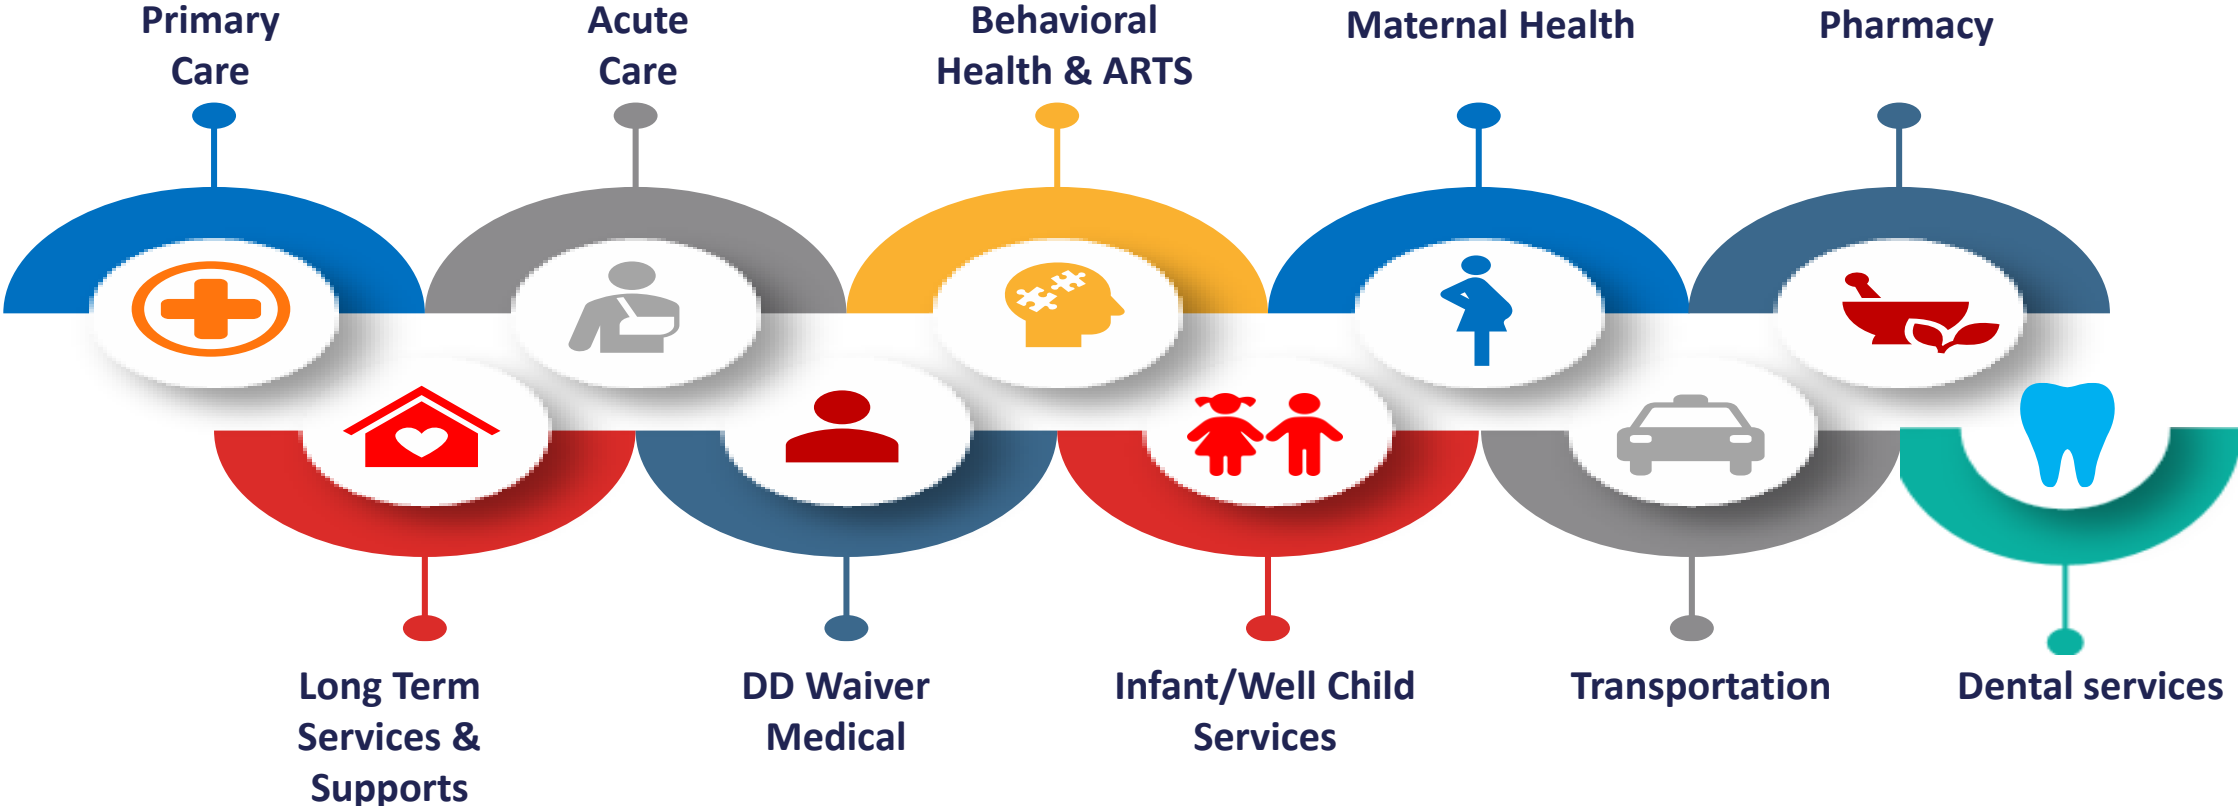 Primary
Care
Acute
Care
Behavioral
Health & ARTS
Maternal Health
Pharmacy
Long Term
Services &
Supports
DD Waiver
Medical
Infant/Well Child
Services
Transportation
Dental services